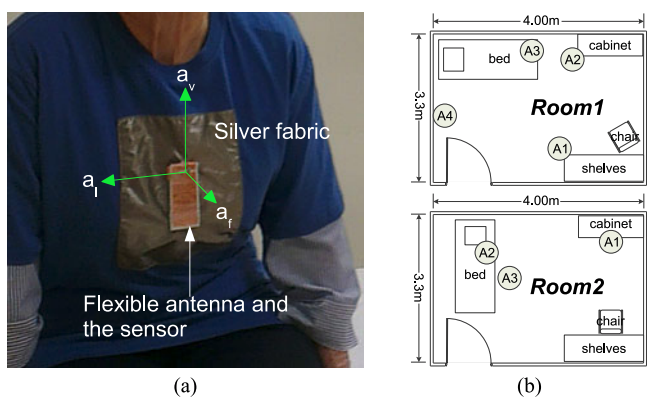 a_v
Silver fabric
a_l
a_f
Flexible antenna and
the sensor
(a)
4.00m
3.3m
bed
A3
A2
cabinet
Room1
A4
A1
chair
shelves
4.00m
3.3m
cabinet
A1
A2
A3
bed
Room2
chair
shelves
(b)